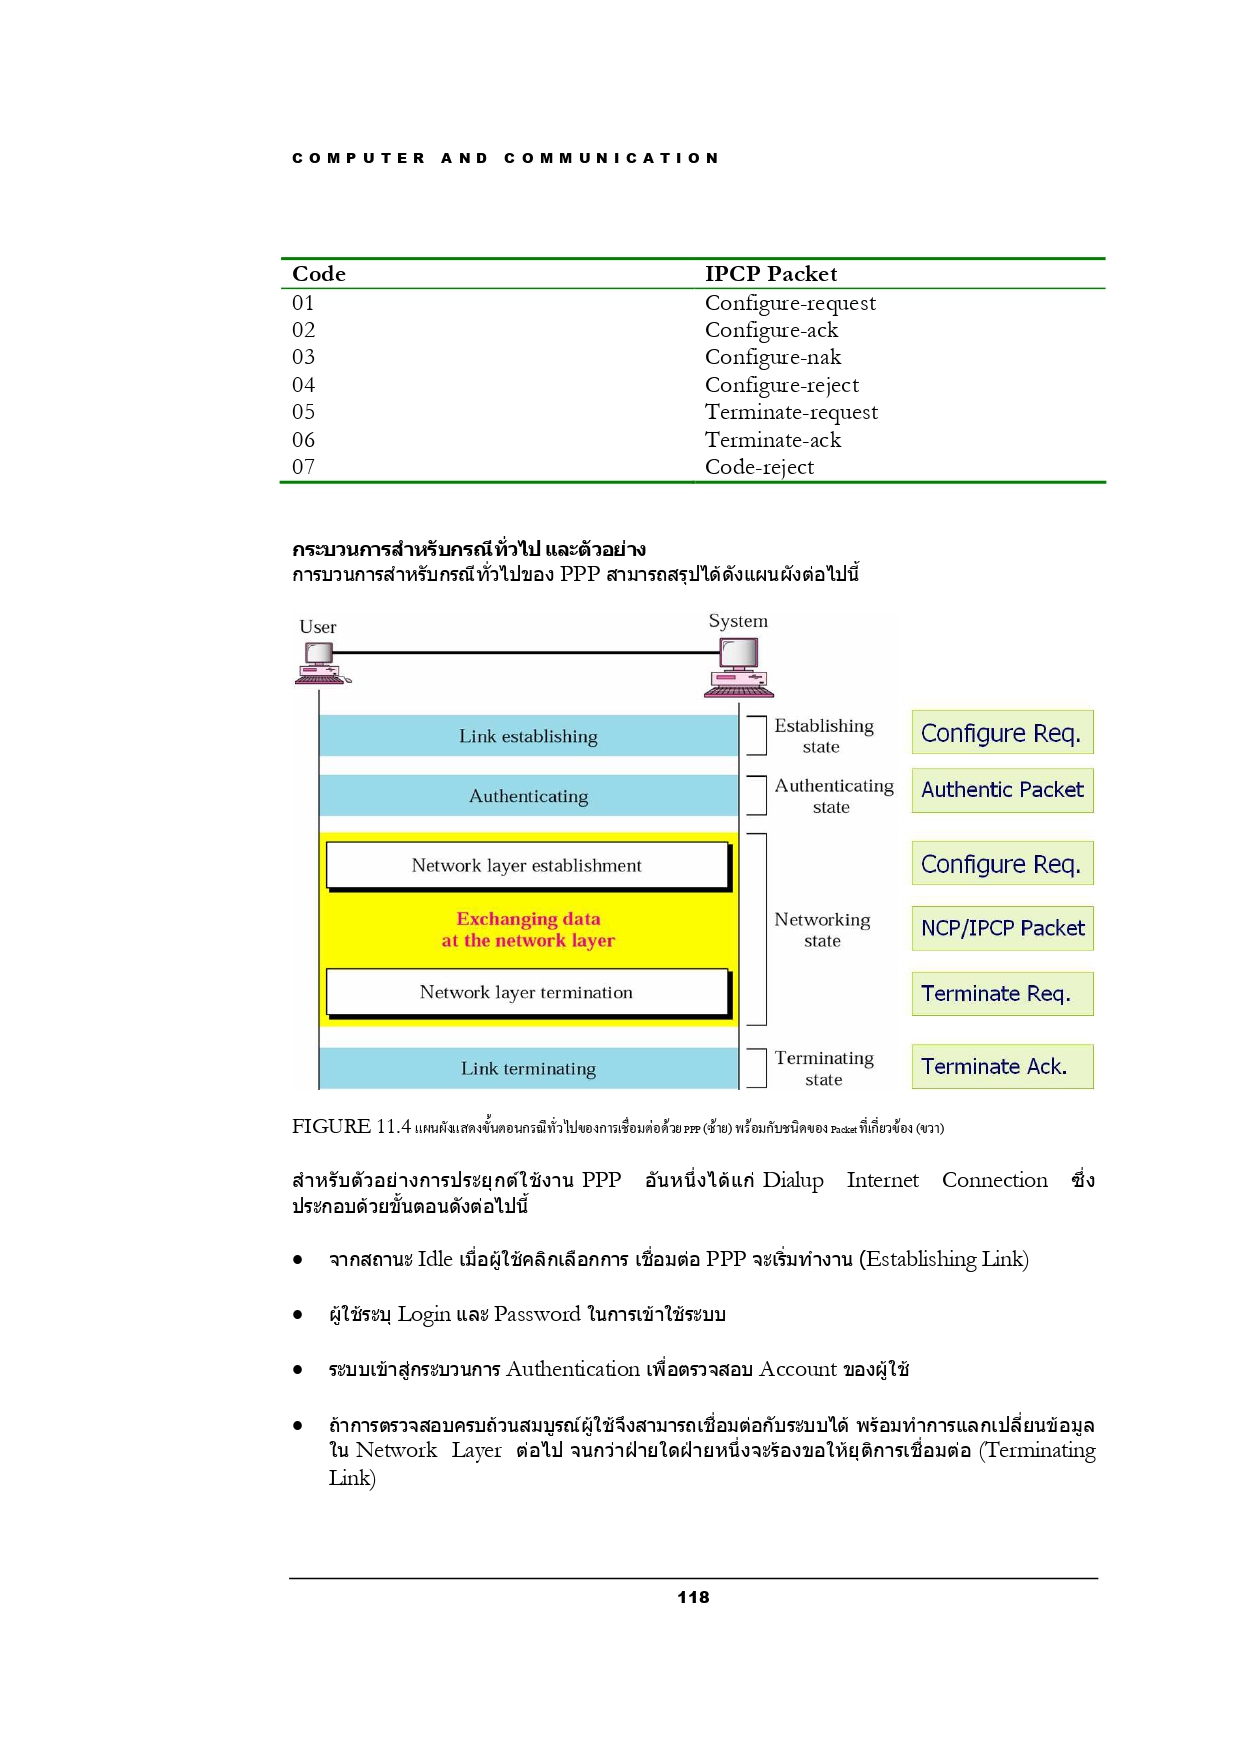 COMPUTER AND COMMUNICATION
Code IPCP Packet
01 Configure-request
02 Configure-ack
03 Configure-nak
04 Configure-reject
05 Terminate-request
06 Terminate-ack
07 Code-reject
กระบวนการสำหรับกรณีทั่วไป และตัวอย่าง
การบวนการสำหรับกรณีทั่วไปของ PPP สามารถสรุปได้ดังแผนผังต่อไปนี้
User System
Link establishing
Establishing
state
Configure Req.
Authenticating
Authenticating
state
Authentic Packet
Network layer establishment
Configure Req.
Exchanging data
at the network layer
Networking
state
NCP/IPCP Packet
Network layer termination
Terminate Req.
Link terminating
Terminating
state
Terminate Ack.
FIGURE 11.4 แผนผังแสดงขั้นตอนกรณีทั่วไปของการเชื่อมต่อด้วย PPP (ซ้าย) พร้อมกับชนิดของ Packet ที่เกี่ยวข้อง (ขวา)
สำหรับตัวอย่างการประยุกต์ใช้งาน PPP อันหนึ่งได้แก่ Dialup Internet Connection ซึ่ง
ประกอบด้วยขั้นตอนดังต่อไปนี้
● จากสถานะ Idle เมื่อผู้ใช้คลิกเลือกการ เชื่อมต่อ PPP จะเริ่มทำงาน (Establishing Link)
● ผู้ใช้ระบุ Login และ Password ในการเข้าใช้ระบบ
● ระบบเข้าสู่กระบวนการ Authentication เพื่อตรวจสอบ Account ของผู้ใช้
● ถ้าการตรวจสอบครบถ้วนสมบูรณ์ผู้ใช้จึงสามารถเชื่อมต่อกับระบบได้ พร้อมทำการแลกเปลี่ยนข้อมูล
ใน Network Layer ต่อไป จนกว่าฝ่ายใดฝ่ายหนึ่งจะร้องขอให้ยุติการเชื่อมต่อ (Terminating
Link)
118